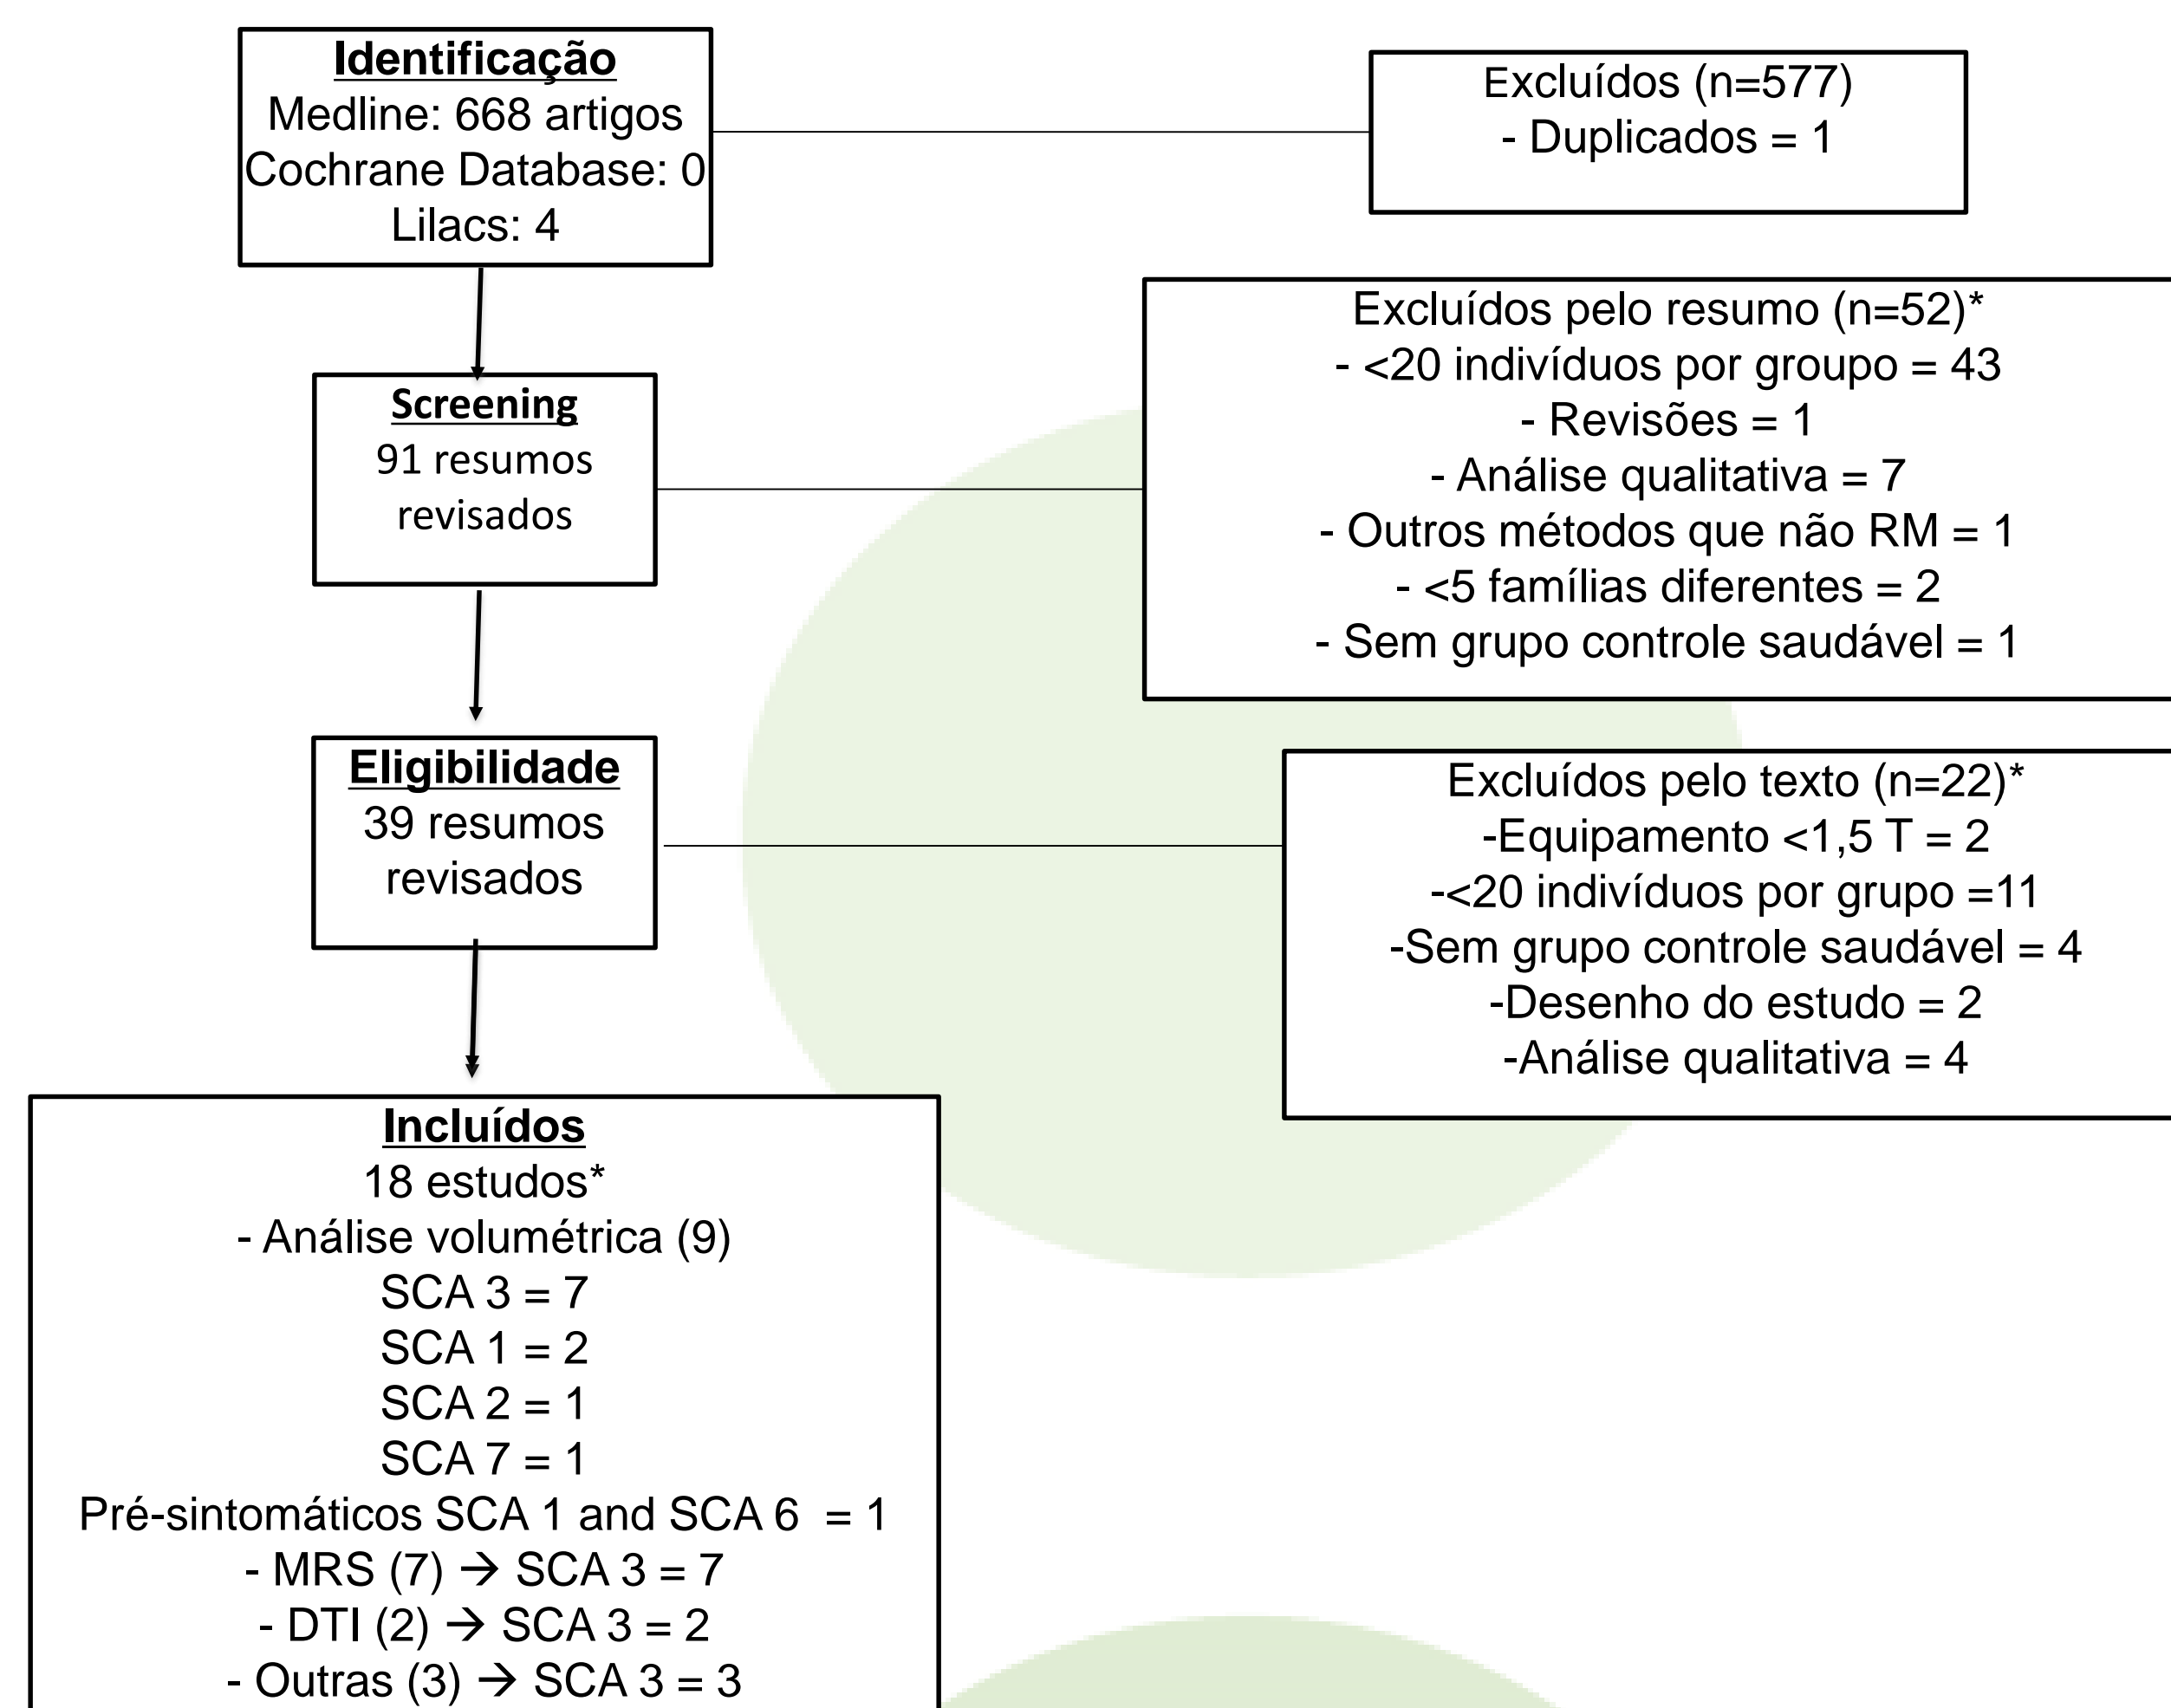 Identificação
Medline: 668 artigos
Cochrane Database: 0
Lilacs: 4
Excluídos (n=577)
- Duplicados = 1
Screening
91 resumos
revisados
Excluídos pelo resumo (n=52)*
- <20 indivíduos por groupo = 43
- Revisões = 1
- Análise qualitativa = 7
- Outros métodos que não RM = 1
- <5 famílias diferentes = 2
- Sem grupo controle saudável = 1
Eligibilidade
39 resumos
revisados
Excluídos pelo texto (n=22)*
-Equipamento <1,5 T = 2
-<20 indivíduos por grupo =11
-Sem grupo controle saudável = 4
-Desenho do estudo = 2
-Análise qualitativa = 4
Incluídos
18 estudos*
- Análise volumétrica (9)
SCA 3 = 7
SCA 1 = 2
SCA 2 = 1
SCA 7 = 1
Pré-sintomáticos SCA 1 and SCA 6 = 1
- MRS (7) → SCA 3 = 7
- DTI (2) → SCA 3 = 2
- Outras (3) → SCA 3 = 3